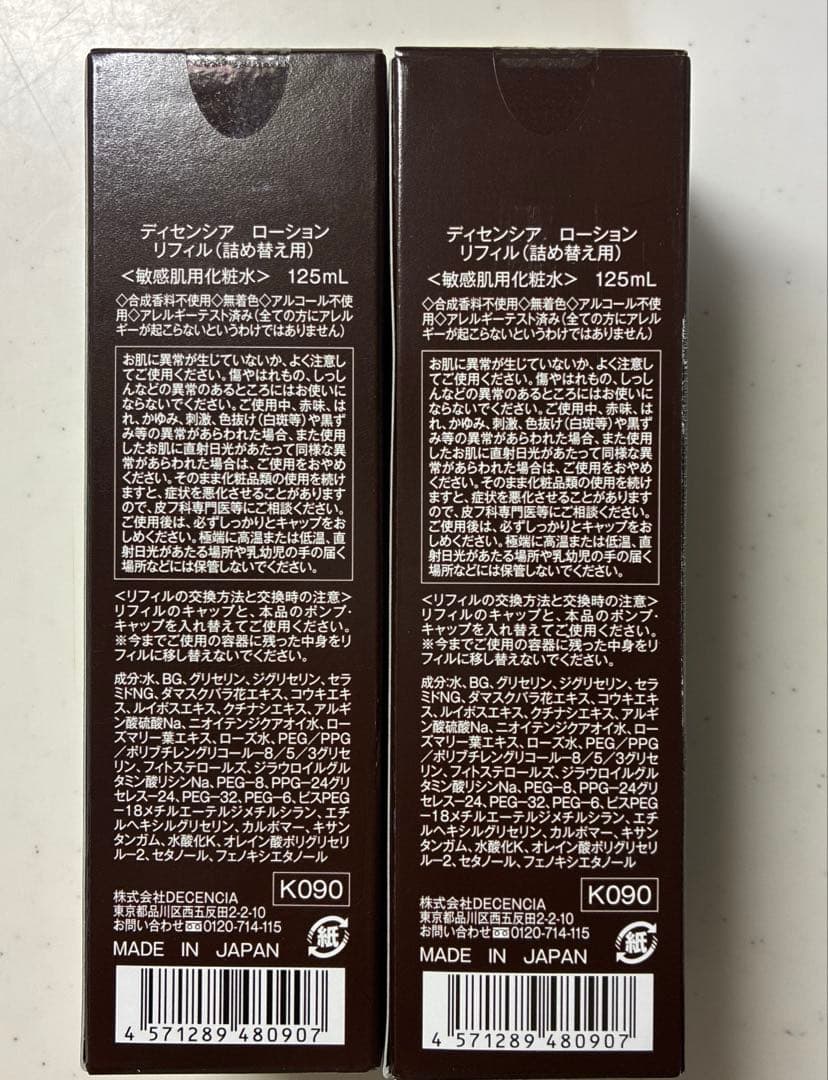 ディセンシア　ローション
リフィル（詰め替え用）
＜敏感肌用化粧水＞　125mL
◇合成香料不使用◇無着色◇アルコール不使
用◇アレルギーテスト済み（全ての方にアレル
ギーが起こらないというわけではありません）
お肌に異常が生じていないか、よく注意し
てご使用ください。傷やはれもの、しっし
んなどの異常のあるところにはお使いに
ならないでください。ご使用中、赤味、は
れ、かゆみ、刺激、色抜け（白斑等）や黒ず
み等の異常があらわれた場合、また使用
したお肌に直射日光があたって同様な異
常があらわれた場合は、ご使用をおやめ
ください。そのまま化粧品類の使用を続け
ますと、症状を悪化させることがあります
ので、皮フ科専門医等にご相談ください。
ご使用後は、必ずしっかりとキャップをお
しめください。極端に高温または低温、直
射日光があたる場所や乳幼児の手の届く
場所などには保管しないでください。
＜リフィルの交換方法と交換時の注意＞
リフィルのキャップと、本品のポンプ・
キャップを入れ替えてご使用ください。
※今までご使用の容器に残った中身をリ
フィルに移し替えないでください。
成分：水、BG、グリセリン、ジグリセリン、セラ
ミドNG、ダマスクバラ花エキス、コウキエキ
ス、ルイボスエキス、クチナシエキス、アルギ
ン酸硫酸Na、ニオイテンジクアオイ水、ロー
ズマリー葉エキス、ローズ水、PEG／PPG
／ポリブチレングリコール－8／5／3グリセ
リン、フィトステロールズ、ジラウロイルグル
タミン酸リシンNa、PEG－8、PPG－24グリ
セレス－24、PEG－32、PEG－6、ビスPEG
－18メチルエーテルジメチルシラン、エチ
ルヘキシルグリセリン、カルボマー、キサン
タンガム、水酸化K、オレイン酸ポリグリセリ
ル－2、セタノール、フェノキシエタノール
K090
株式会社DECENCIA
東京都品川区西五反田2-2-10
お問い合わせ0120-714-115
紙
MADE IN JAPAN
4 571289 480907
ディセンシア　ローション
リフィル（詰め替え用）
＜敏感肌用化粧水＞　125mL
◇合成香料不使用◇無着色◇アルコール不使
用◇アレルギーテスト済み（全ての方にアレル
ギーが起こらないというわけではありません）
お肌に異常が生じていないか、よく注意し
てご使用ください。傷やはれもの、しっし
んなどの異常のあるところにはお使いに
ならないでください。ご使用中、赤味、は
れ、かゆみ、刺激、色抜け（白斑等）や黒ず
み等の異常があらわれた場合、また使用
したお肌に直射日光があたって同様な異
常があらわれた場合は、ご使用をおやめ
ください。そのまま化粧品類の使用を続け
ますと、症状を悪化させることがあります
ので、皮フ科専門医等にご相談ください。
ご使用後は、必ずしっかりとキャップをお
しめください。極端に高温または低温、直
射日光があたる場所や乳幼児の手の届く
場所などには保管しないでください。
＜リフィルの交換方法と交換時の注意＞
リフィルのキャップと、本品のポンプ・
キャップを入れ替えてご使用ください。
※今までご使用の容器に残った中身をリ
フィルに移し替えないでください。
成分：水、BG、グリセリン、ジグリセリン、セラ
ミドNG、ダマスクバラ花エキス、コウキエキ
ス、ルイボスエキス、クチナシエキス、アルギ
ン酸硫酸Na、ニオイテンジクアオイ水、ロー
ズマリー葉エキス、ローズ水、PEG／PPG
／ポリブチレングリコール－8／5／3グリセ
リン、フィトステロールズ、ジラウロイルグル
タミン酸リシンNa、PEG－8、PPG－24グリ
セレス－24、PEG－32、PEG－6、ビスPEG
－18メチルエーテルジメチルシラン、エチ
ルヘキシルグリセリン、カルボマー、キサン
タンガム、水酸化K、オレイン酸ポリグリセリ
ル－2、セタノール、フェノキシエタノール
K090
株式会社DECENCIA
東京都品川区西五反田2-2-10
お問い合わせ0120-714-115
紙
MADE IN JAPAN
4 571289 480907